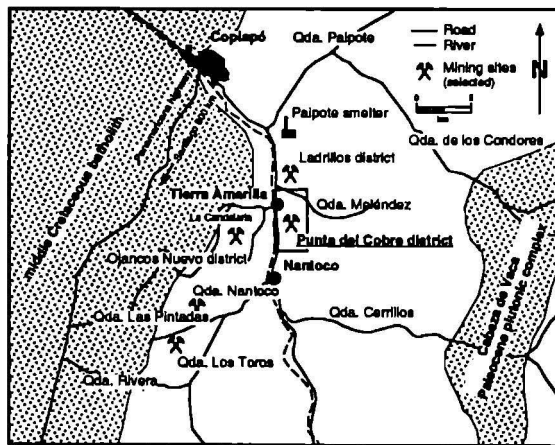 Copiapó
Qda. Paipote
Road
River
Mining sites
(selected)
N
Paipote smelter
Qda. de los Condores
Ladrillos district
Tierra Amarilla
Qda. Meléndez
La Candelaria
Punta del Cobre district
Ojancos Nuevo district
Nantoco
Qda. Nantoco
Qda. Las Pintadas
Qda. Cerrillos
Qda. Los Toros
Qda. Rivera
middle Cretaceous batholith
Panamericana highway
Cabeza de Vaca
Paleocene plutonic complex